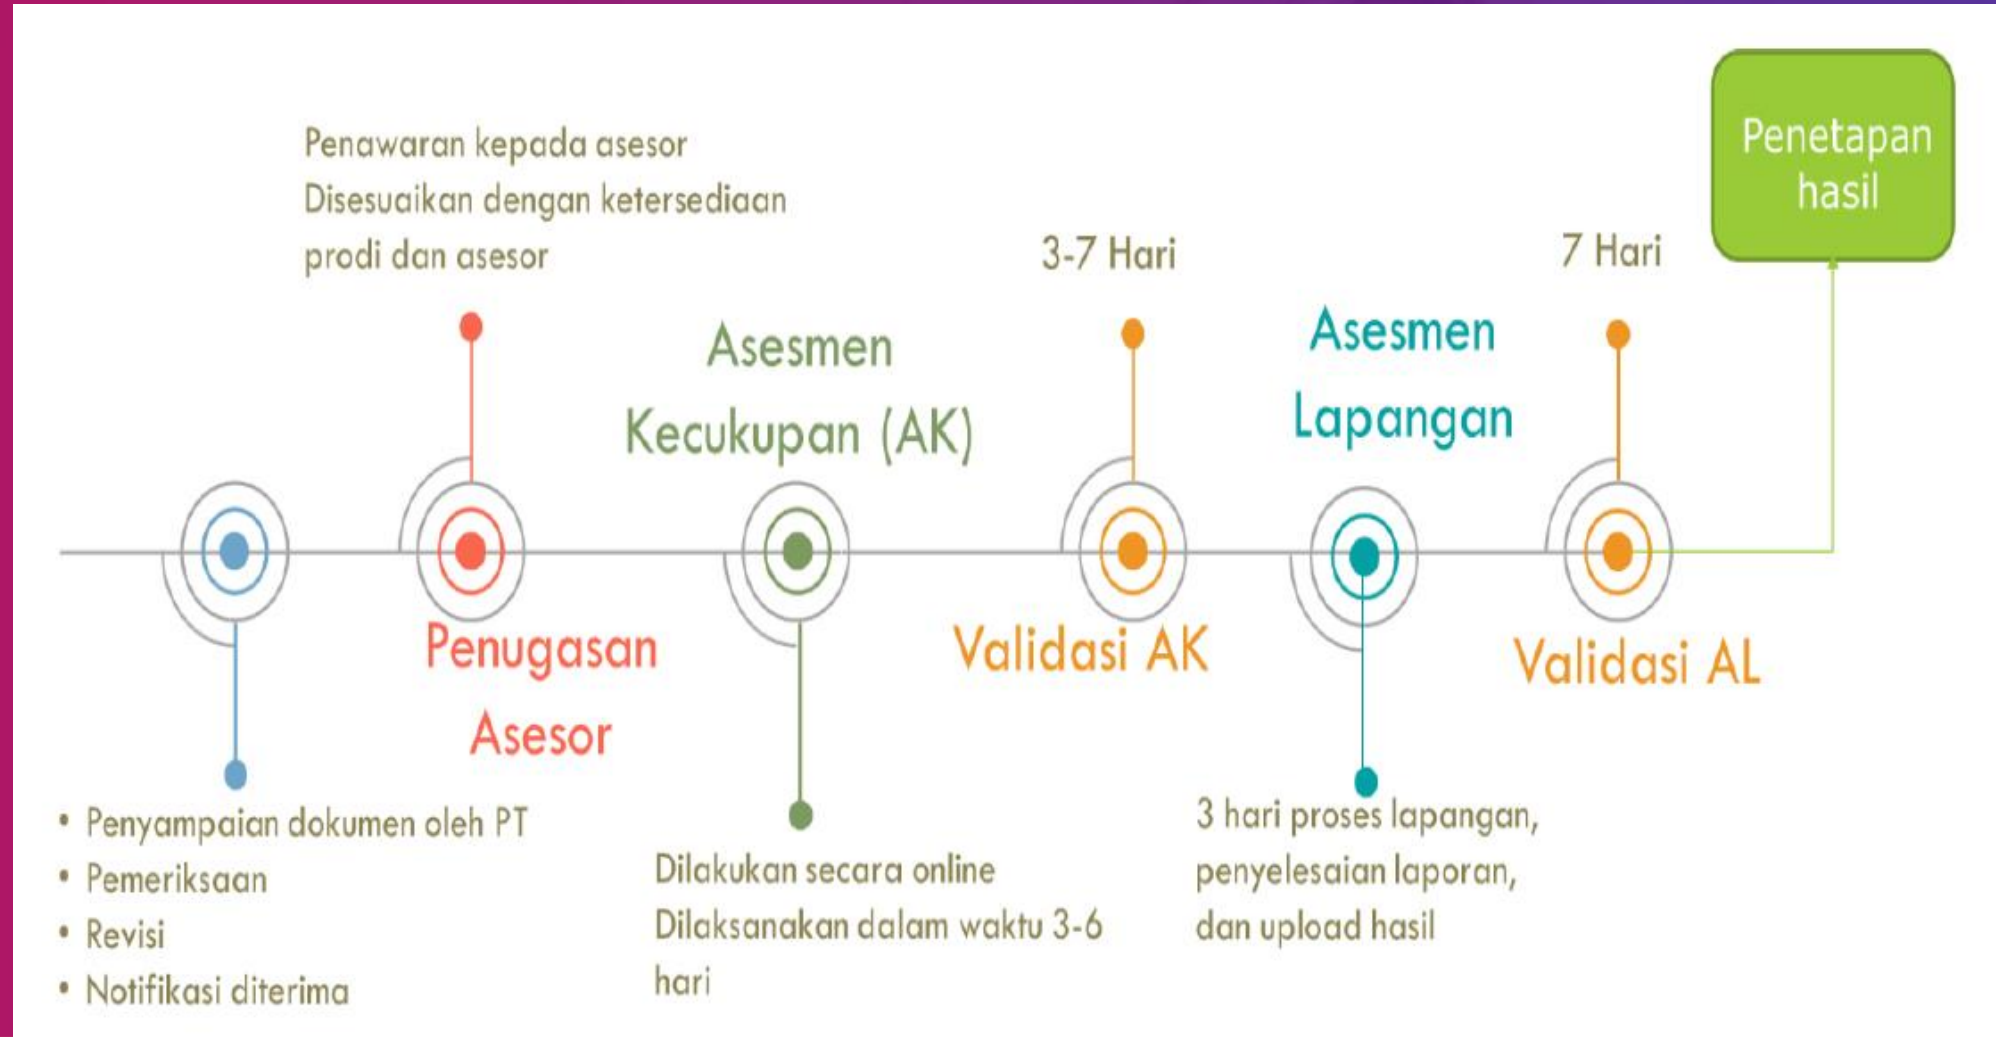 • Penyampaian dokumen oleh PT
• Pemeriksaan
• Revisi
• Notifikasi diterima
Penawaran kepada asesor
Disesuaikan dengan ketersediaan
prodi dan asesor
Penugasan
Asesor
Asesmen
Kecukupan (AK)
Dilakukan secara online
Dilaksanakan dalam waktu 3-6
hari
3-7 Hari
Validasi AK
Asesmen
Lapangan
3 hari proses lapangan,
penyelesaian laporan,
dan upload hasil
7 Hari
Validasi AL
Penetapan
hasil